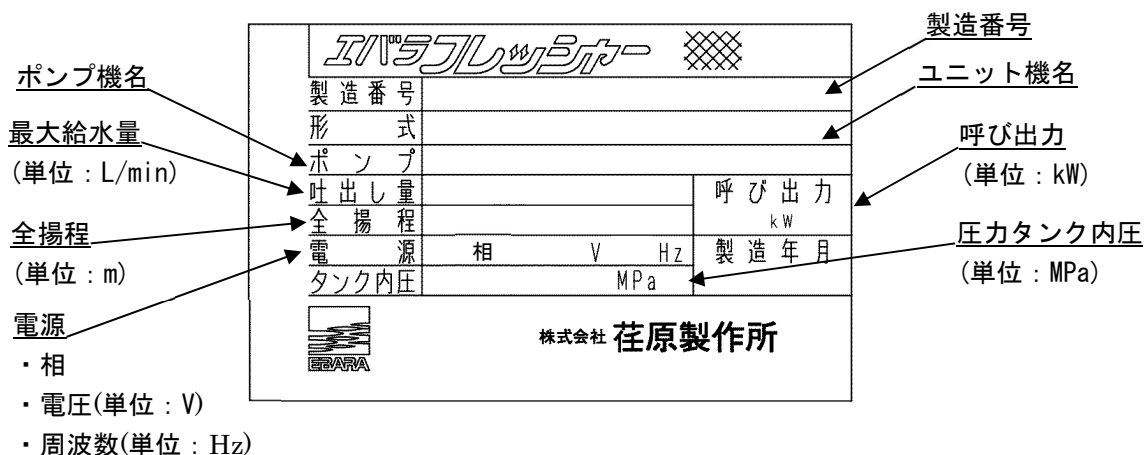 製造番号
ユニット機名
呼び出力
(単位：kW)
圧力タンク内圧
(単位：MPa)
ポンプ機名
最大給水量
(単位：L/min)
全揚程
(単位：m)
電源
・相
・電圧(単位：V)
・周波数(単位：Hz)
エバラフレッシャー
製造番号
形 式
ポンプ
吐出し量
呼び出力
kW
全揚程
電源 相 V Hz
製造年月
タンク内圧 MPa
EBARA
株式会社 荏原製作所